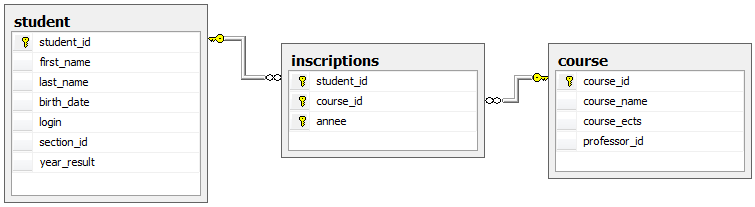 student
student_id
first_name
last_name
birth_date
login
section_id
year_result
inscriptions
student_id
course_id
annee
course
course_id
course_name
course_ects
professor_id